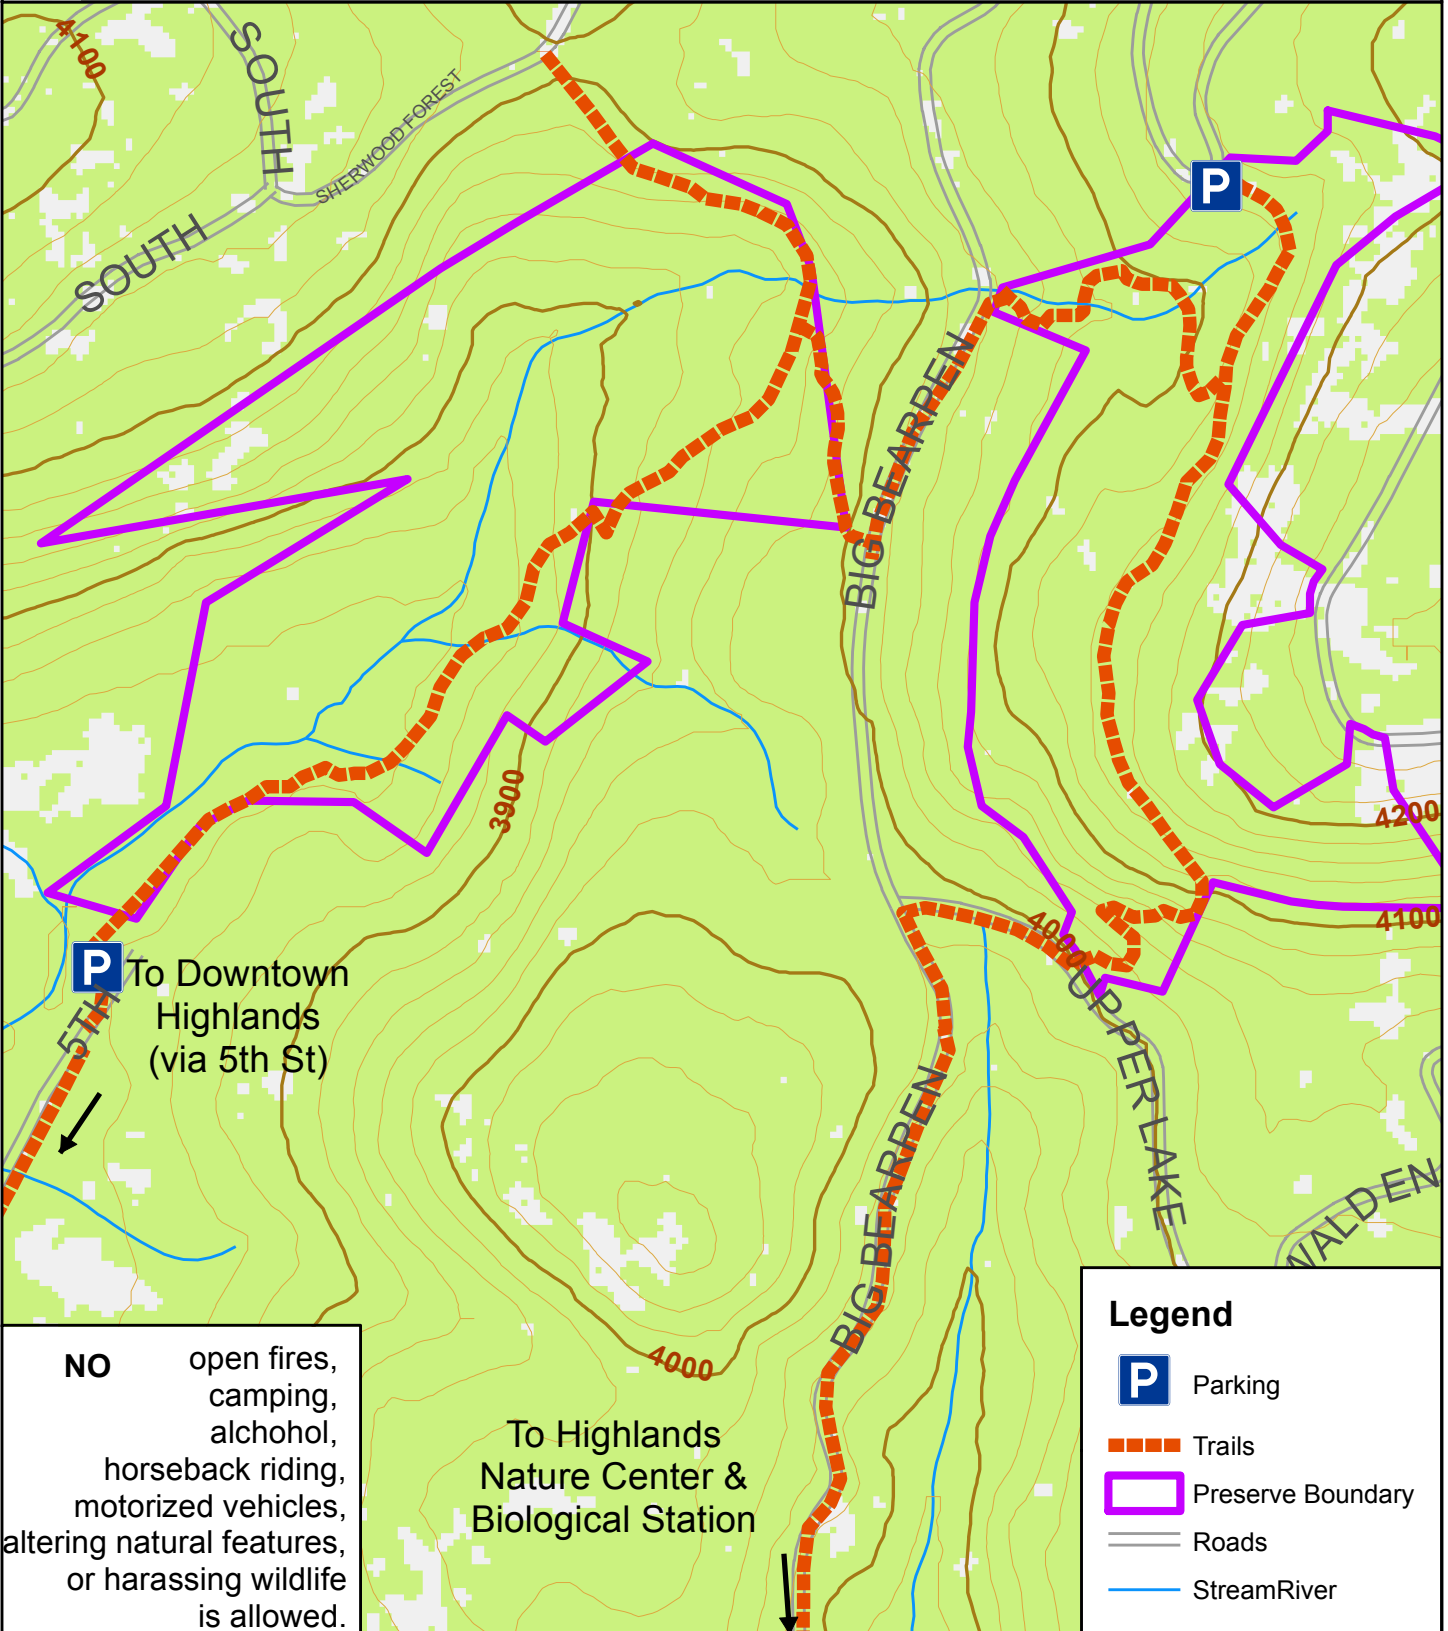 4100
SOUTH
SHERWOOD FOREST
SOUTH
P
BIG BEARPEN
3900
4200
4100
4000
P
To Downtown
Highlands
(via 5th St)
5TH
UPPER LAKE
BIG BEARPEN
WALDEN
4000
To Highlands
Nature Center &
Biological Station
NO open fires,
camping,
alchohol,
horseback riding,
motorized vehicles,
altering natural features,
or harassing wildlife
is allowed.
Legend
P Parking
Trails
Preserve Boundary
Roads
StreamRiver